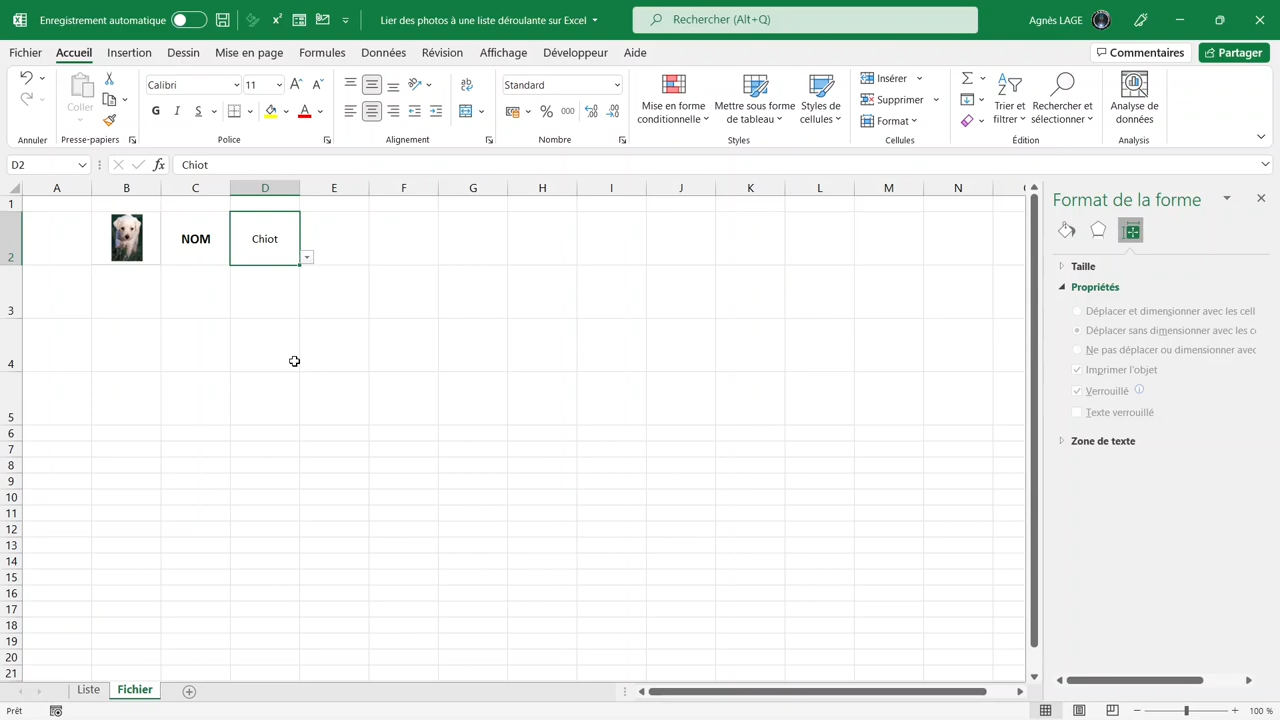 Enregistrement automatique
Lier des photos à une liste déroulante sur Excel
Rechercher (Alt+Q)
Agnès LAGE
Fichier Accueil Insertion Dessin Mise en page Formules Données Révision Affichage Développeur Aide
Commentaires Partager
Coller
Calibri 11
G I S
Standard
Mise en forme conditionnelle
Mettre sous forme de tableau
Styles de cellules
Insérer
Supprimer
Format
Trier et filtrer
Rechercher et sélectionner
Analyse de données
Annuler Presse-papiers Police Alignement Nombre Styles Cellules Édition Analyse
D2 fx Chiot
A B C D E F G H I J K L M N
1
2 NOM Chiot
3
4
5
6
7
8
9
10
11
12
13
14
15
16
17
18
19
20
21
Format de la forme
Taille
Propriétés
Déplacer et dimensionner avec les cell
Déplacer sans dimensionner avec les c
Ne pas déplacer ou dimensionner avec
Imprimer l'objet
Verrouillé
Texte verrouillé
Zone de texte
Liste Fichier
Prêt
100 %